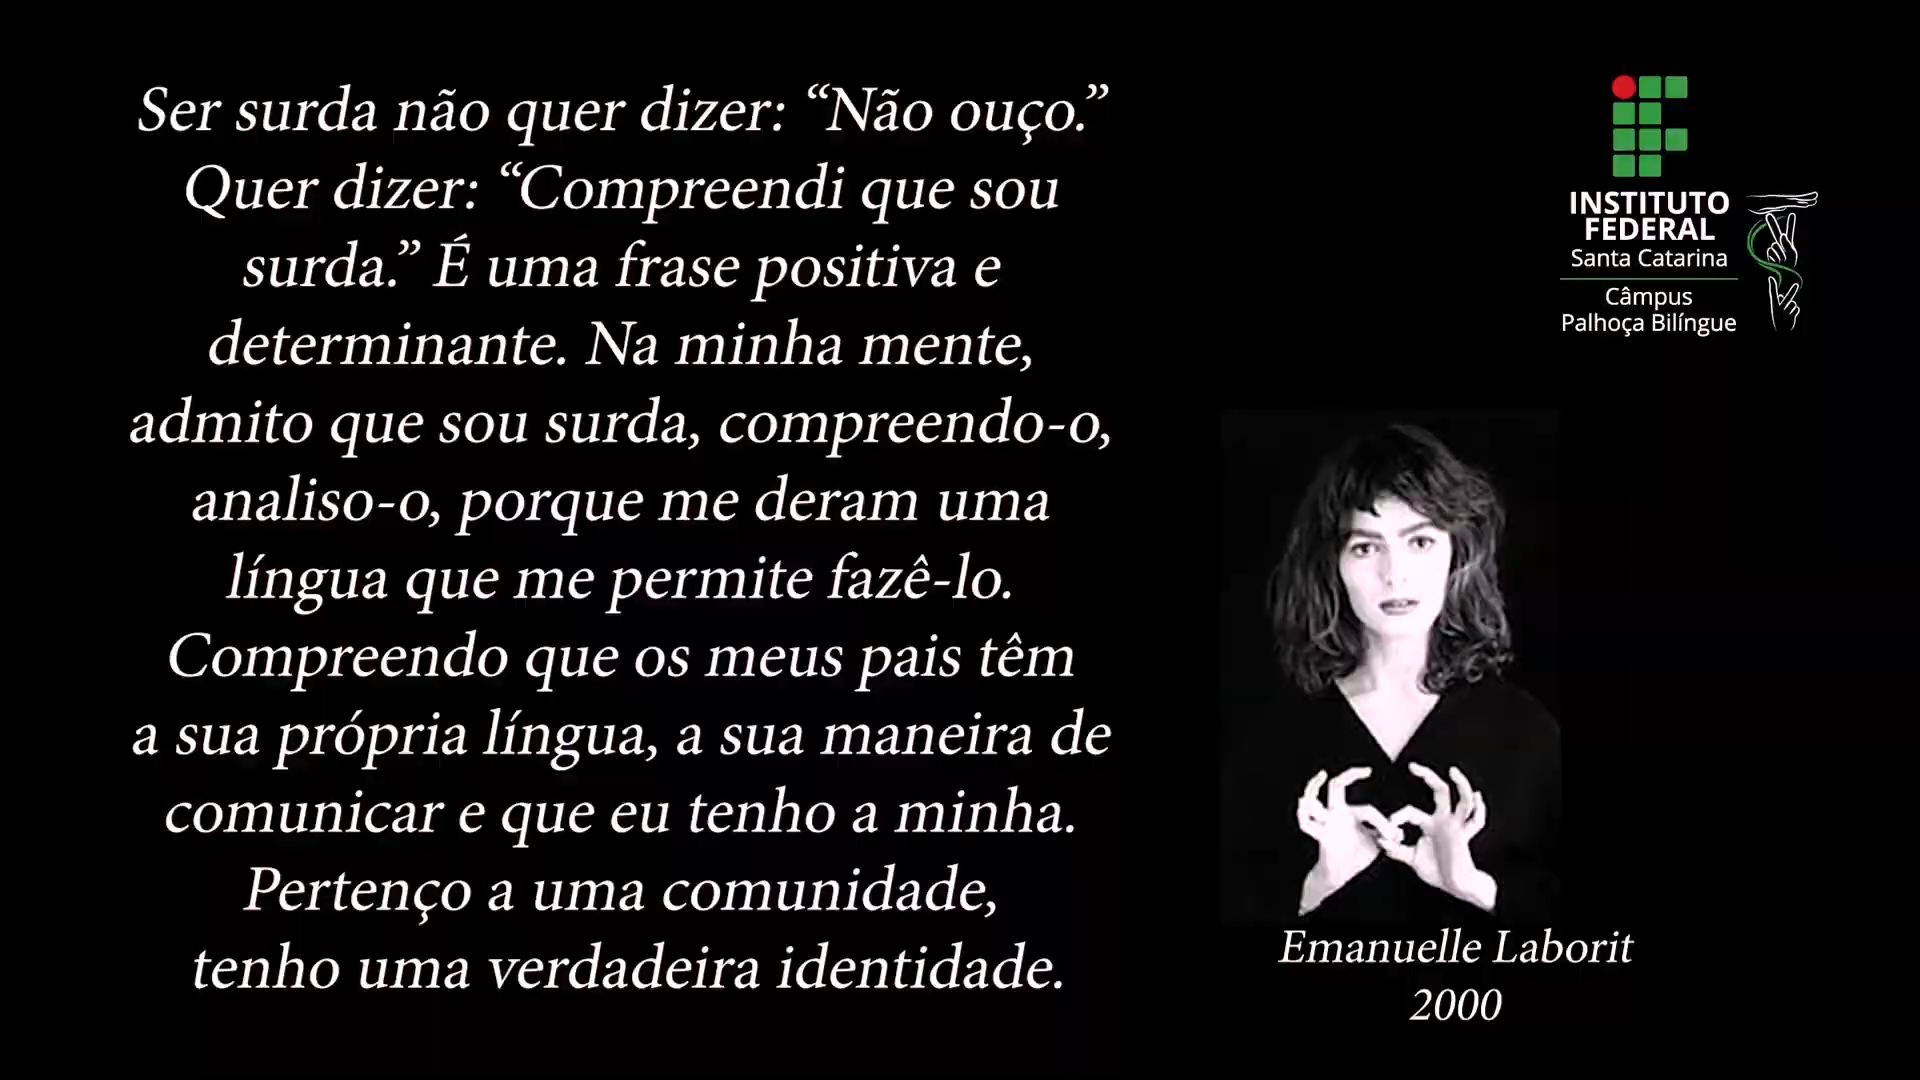 Ser surda não quer dizer: “Não ouço.”
Quer dizer: “Compreendi que sou
surda.” É uma frase positiva e
determinante. Na minha mente,
admito que sou surda, compreendo-o,
analiso-o, porque me deram uma
língua que me permite fazê-lo.
Compreendo que os meus pais têm
a sua própria língua, a sua maneira de
comunicar e que eu tenho a minha.
Pertenço a uma comunidade,
tenho uma verdadeira identidade.
INSTITUTO
FEDERAL
Santa Catarina
Câmpus
Palhoça Bilíngue
Emanuelle Laborit
2000